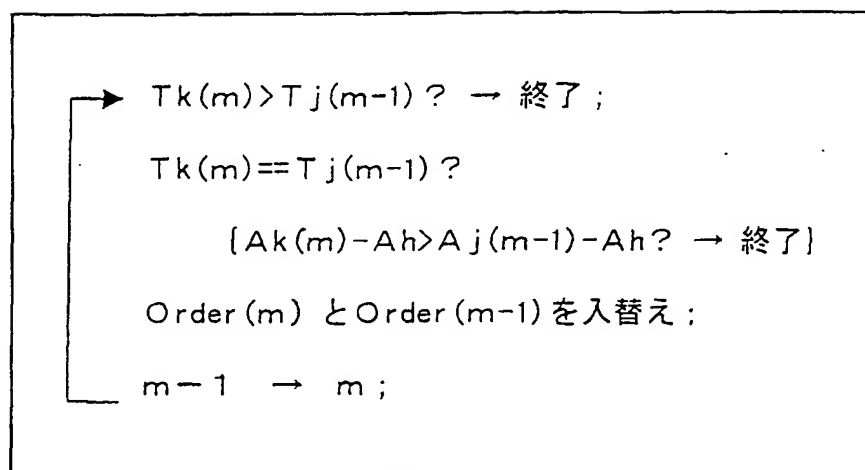 Tk(m)>Tj(m-1)? → 終了;
Tk(m)==Tj(m-1)?
{Ak(m)-Ah>Aj(m-1)-Ah? → 終了}
Order(m)とOrder(m-1)を入替え;
m-1 → m;